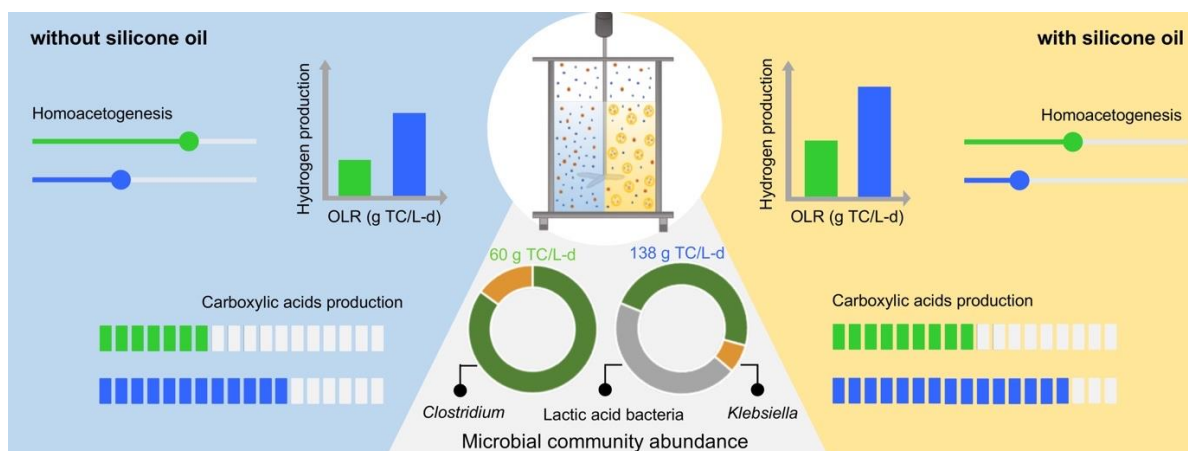 without silicone oil
Homoacetogenesis
Hydrogen production
OLR (g TC/L-d)
Carboxylic acids production
60 g TC/L-d
138 g TC/L-d
Clostridium
Lactic acid bacteria
Klebsiella
Microbial community abundance
with silicone oil
Hydrogen production
OLR (g TC/L-d)
Homoacetogenesis
Carboxylic acids production